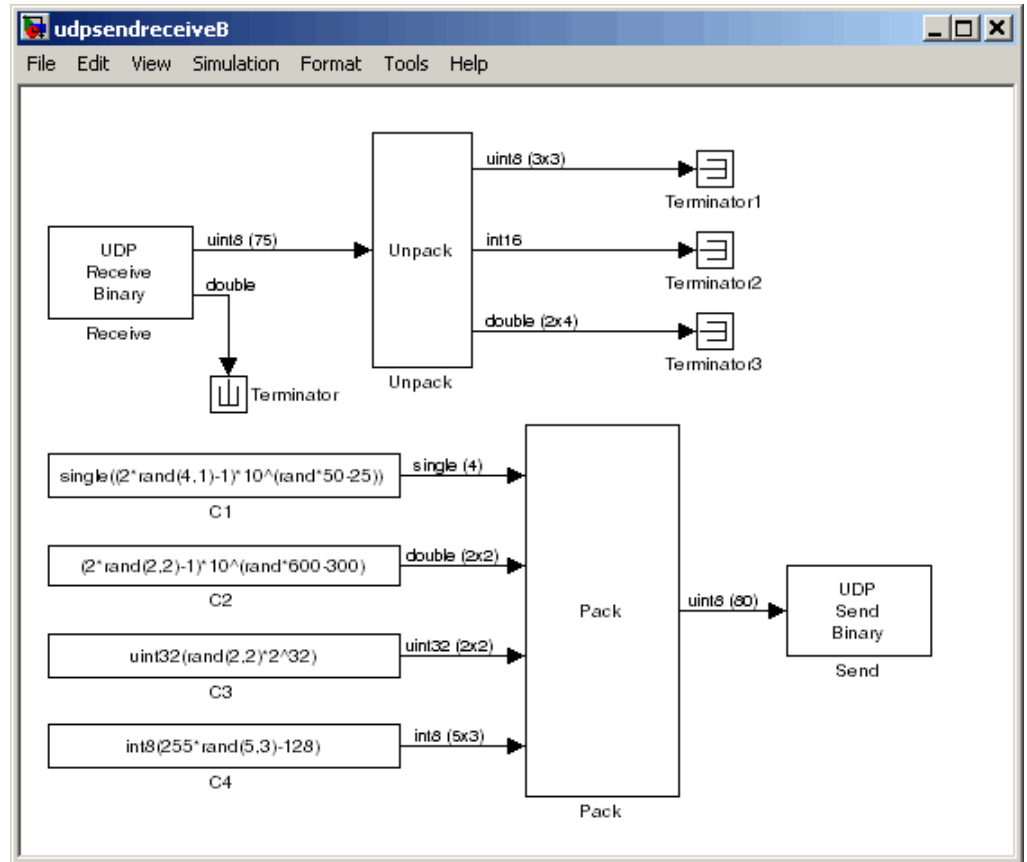 udpsendreceiveB
File Edit View Simulation Format Tools Help
uint8 (3x3)
Terminator1
UDP
Receive
Binary
Receive
uint8 (75)
double
Unpack
Unpack
int16
Terminator2
double (2x4)
Terminator3
Terminator
single((2*rand(4,1)-1)*10^(rand*50-25))
C1
single (4)
(2*rand(2,2)-1)*10^(rand*600-300)
C2
double (2x2)
uint32(rand(2,2)*2^32)
C3
uint32 (2x2)
int8(255*rand(5,3)-128)
C4
int8 (5x3)
Pack
Pack
uint8 (80)
UDP
Send
Binary
Send